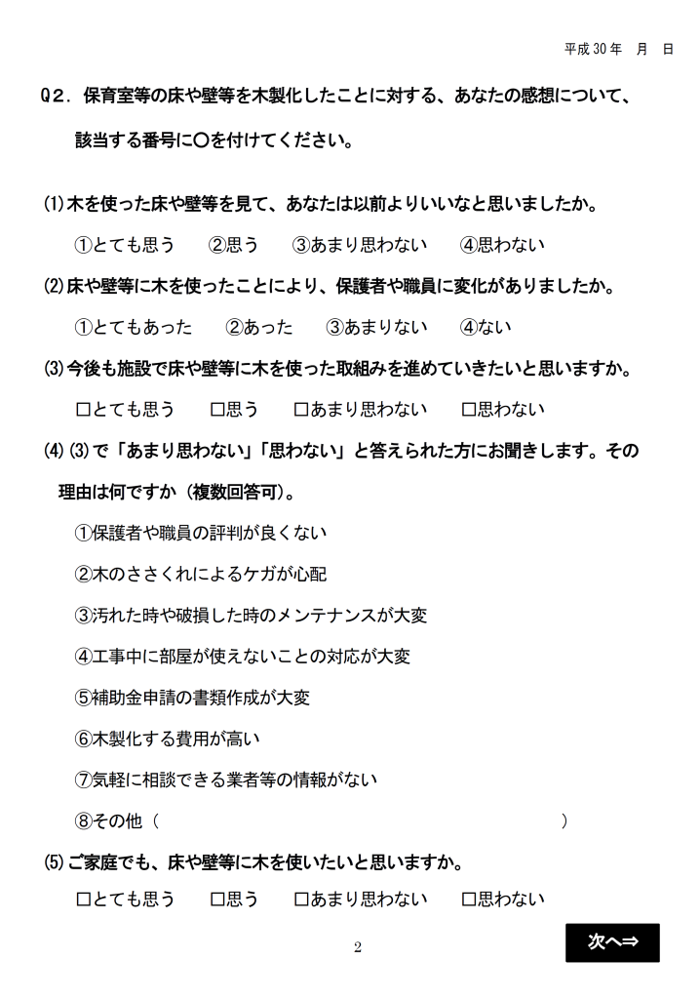 平成 30 年　月　日
Q２．保育室等の床や壁等を木製化したことに対する、あなたの感想について、
該当する番号に〇を付けてください。
(1)木を使った床や壁等を見て、あなたは以前よりいいなと思いましたか。
①とても思う　　②思う　　③あまり思わない　　④思わない
(2)床や壁等に木を使ったことにより、保護者や職員に変化がありましたか。
①とてもあった　　②あった　　③あまりない　　④ない
(3)今後も施設で床や壁等に木を使った取組みを進めていきたいと思いますか。
□とても思う　　□思う　　□あまり思わない　　□思わない
(4)(3)で「あまり思わない」「思わない」と答えられた方にお聞きします。その
理由は何ですか（複数回答可）。
①保護者や職員の評判が良くない
②木のささくれによるケガが心配
③汚れた時や破損した時のメンテナンスが大変
④工事中に部屋が使えないことの対応が大変
⑤補助金申請の書類作成が大変
⑥木製化する費用が高い
⑦気軽に相談できる業者等の情報がない
⑧その他（　　　　　　　　　　　　　　　　　　　　　　　　）
(5)ご家庭でも、床や壁等に木を使いたいと思いますか。
□とても思う　　□思う　　□あまり思わない　　□思わない
次へ⇒
2